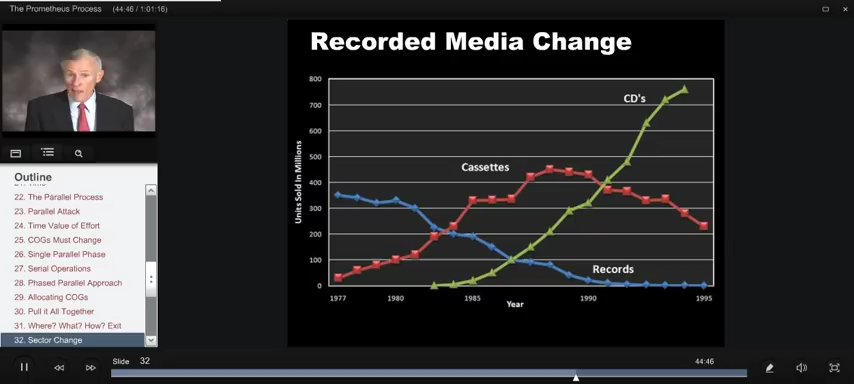 The Prometheus Process (44:46 / 1:01:16)
Recorded Media Change
800
700
600
500
400
300
200
100
0
Units Sold in Millions
CD's
Cassettes
Records
1977
1980
1985
1990
1995
Year
Outline
22. The Parallel Process
23. Parallel Attack
24. Time Value of Effort
25. COGs Must Change
26. Single Parallel Phase
27. Serial Operations
28. Phased Parallel Approach
29. Allocating COGs
30. Pull it All Together
31. Where? What? How? Exit
32. Sector Change
Slide 32
44:46